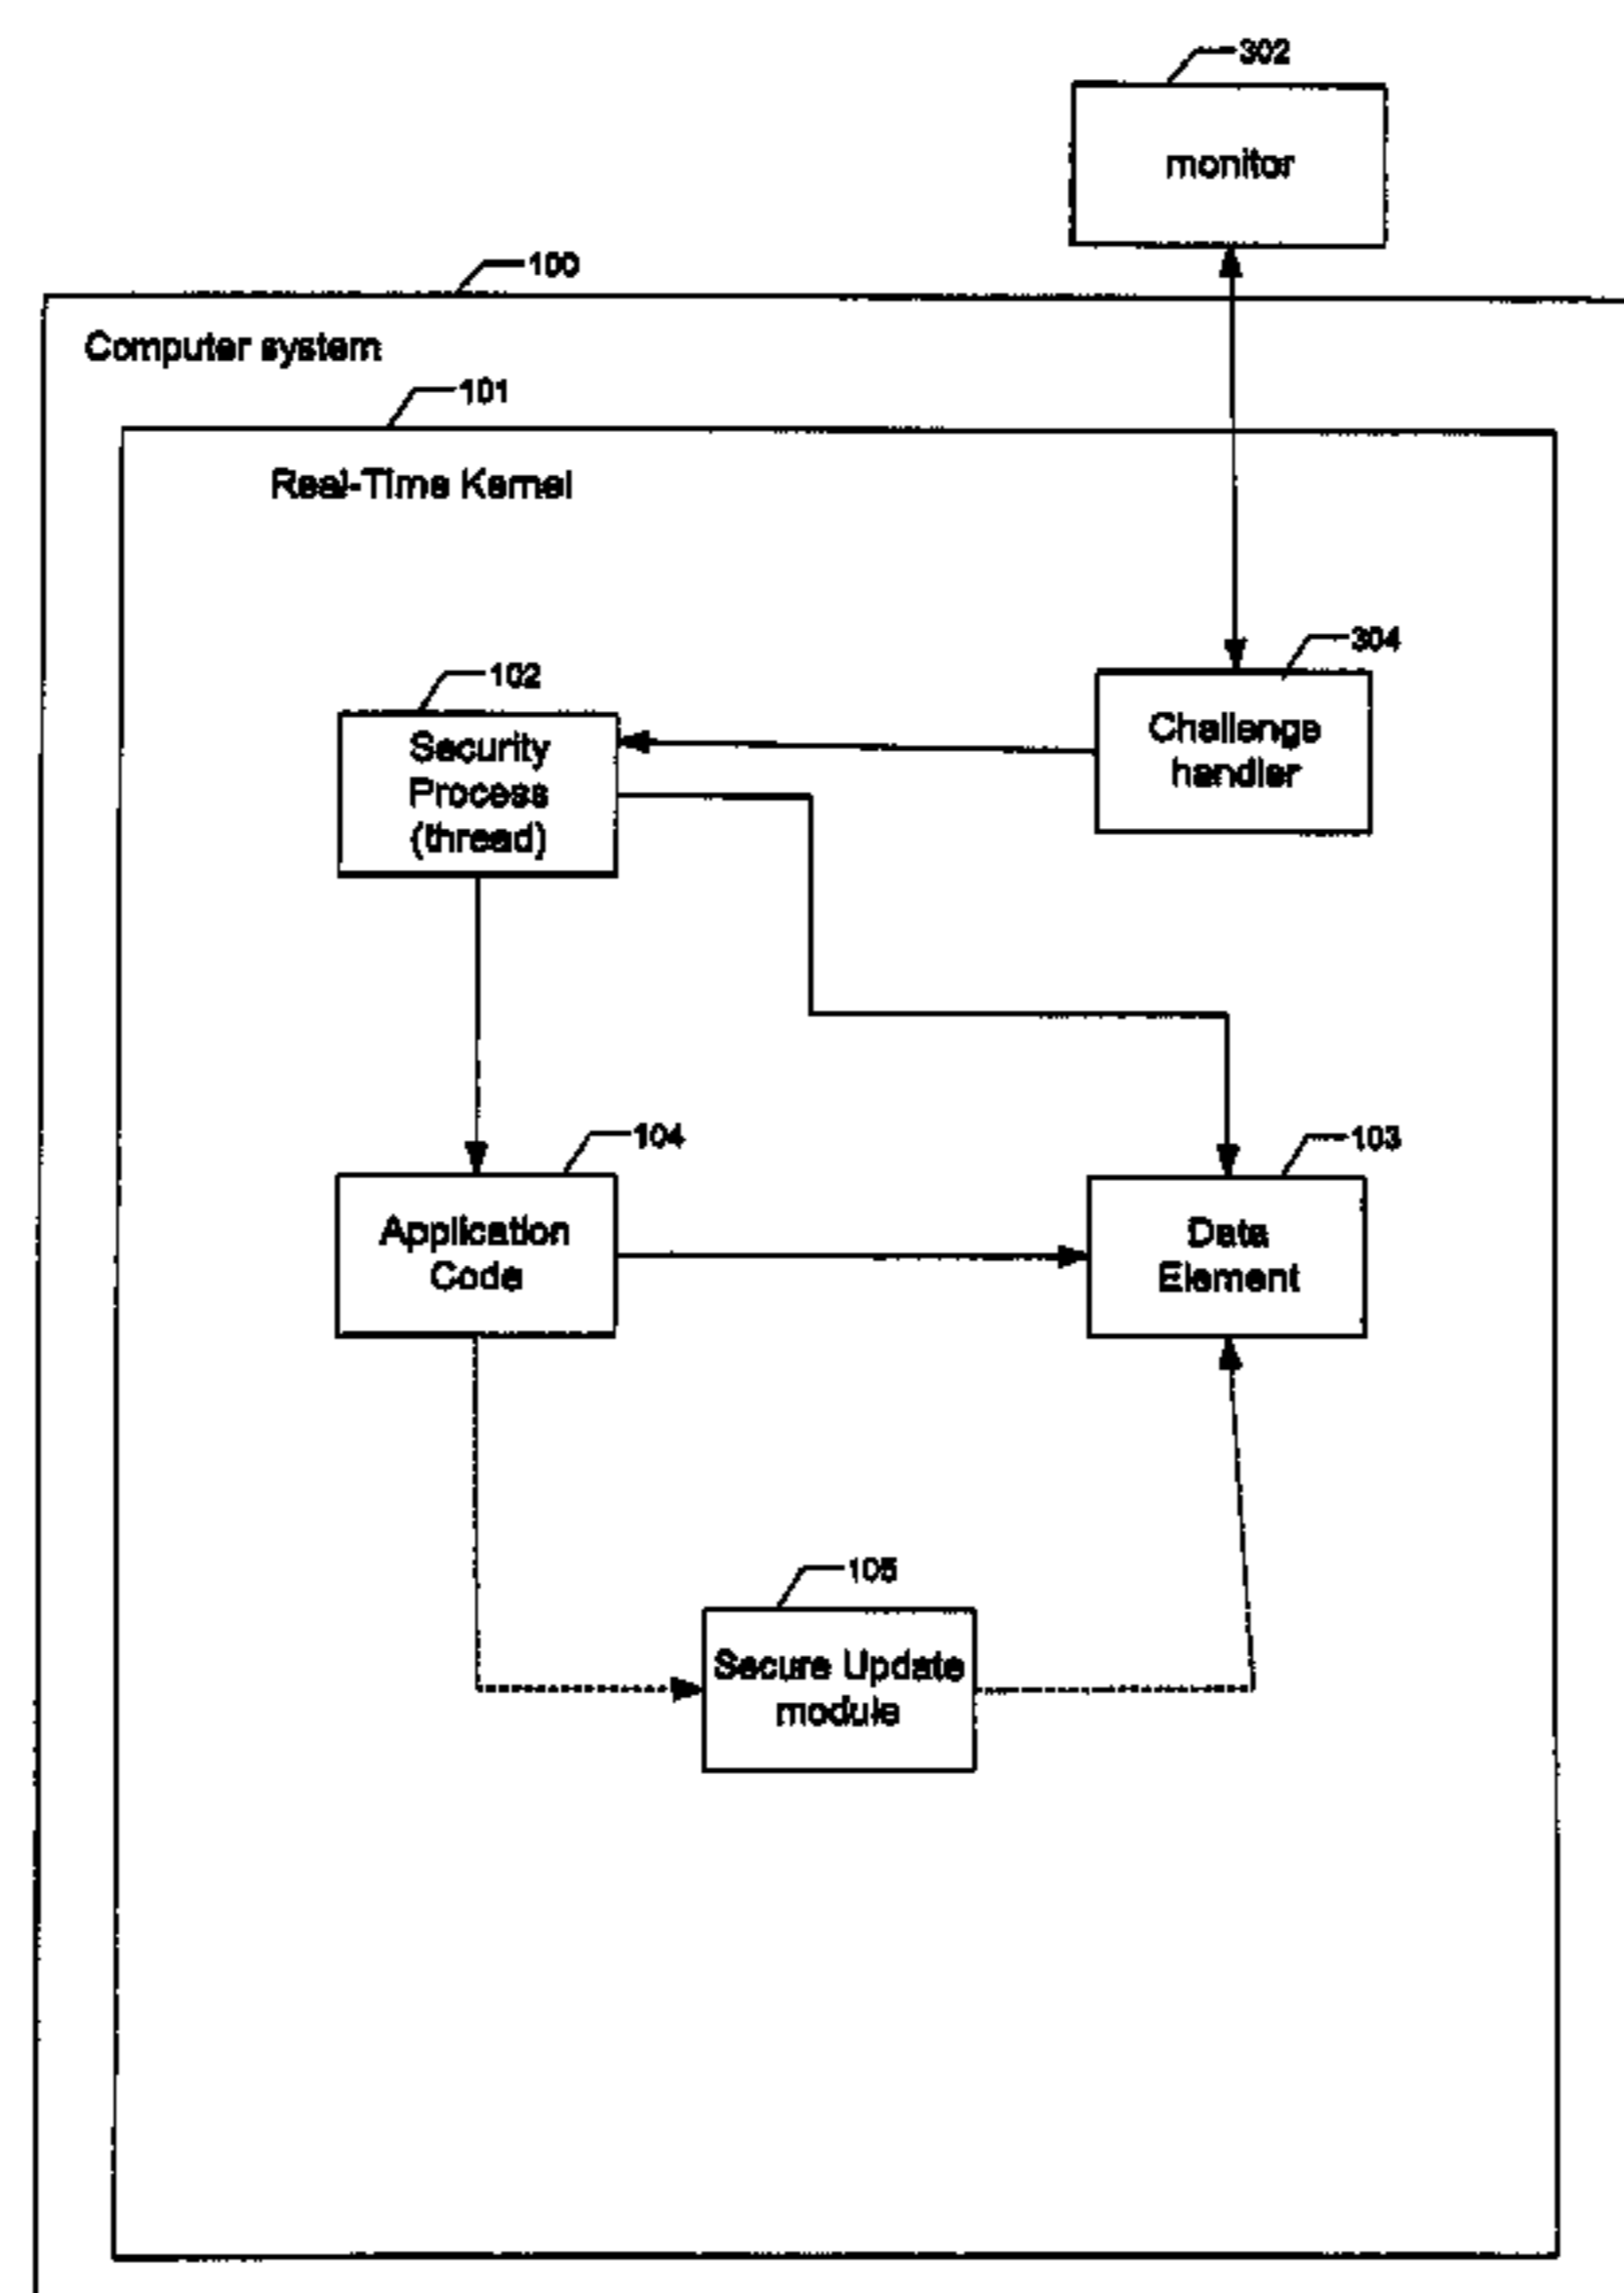 302
monitor
100
Computer system
101
Real-Time Kernel
304
102
Challenge
handler
Security
Process
(thread)
104
103
Application
Code
Data
Element
105
Secure Update
module